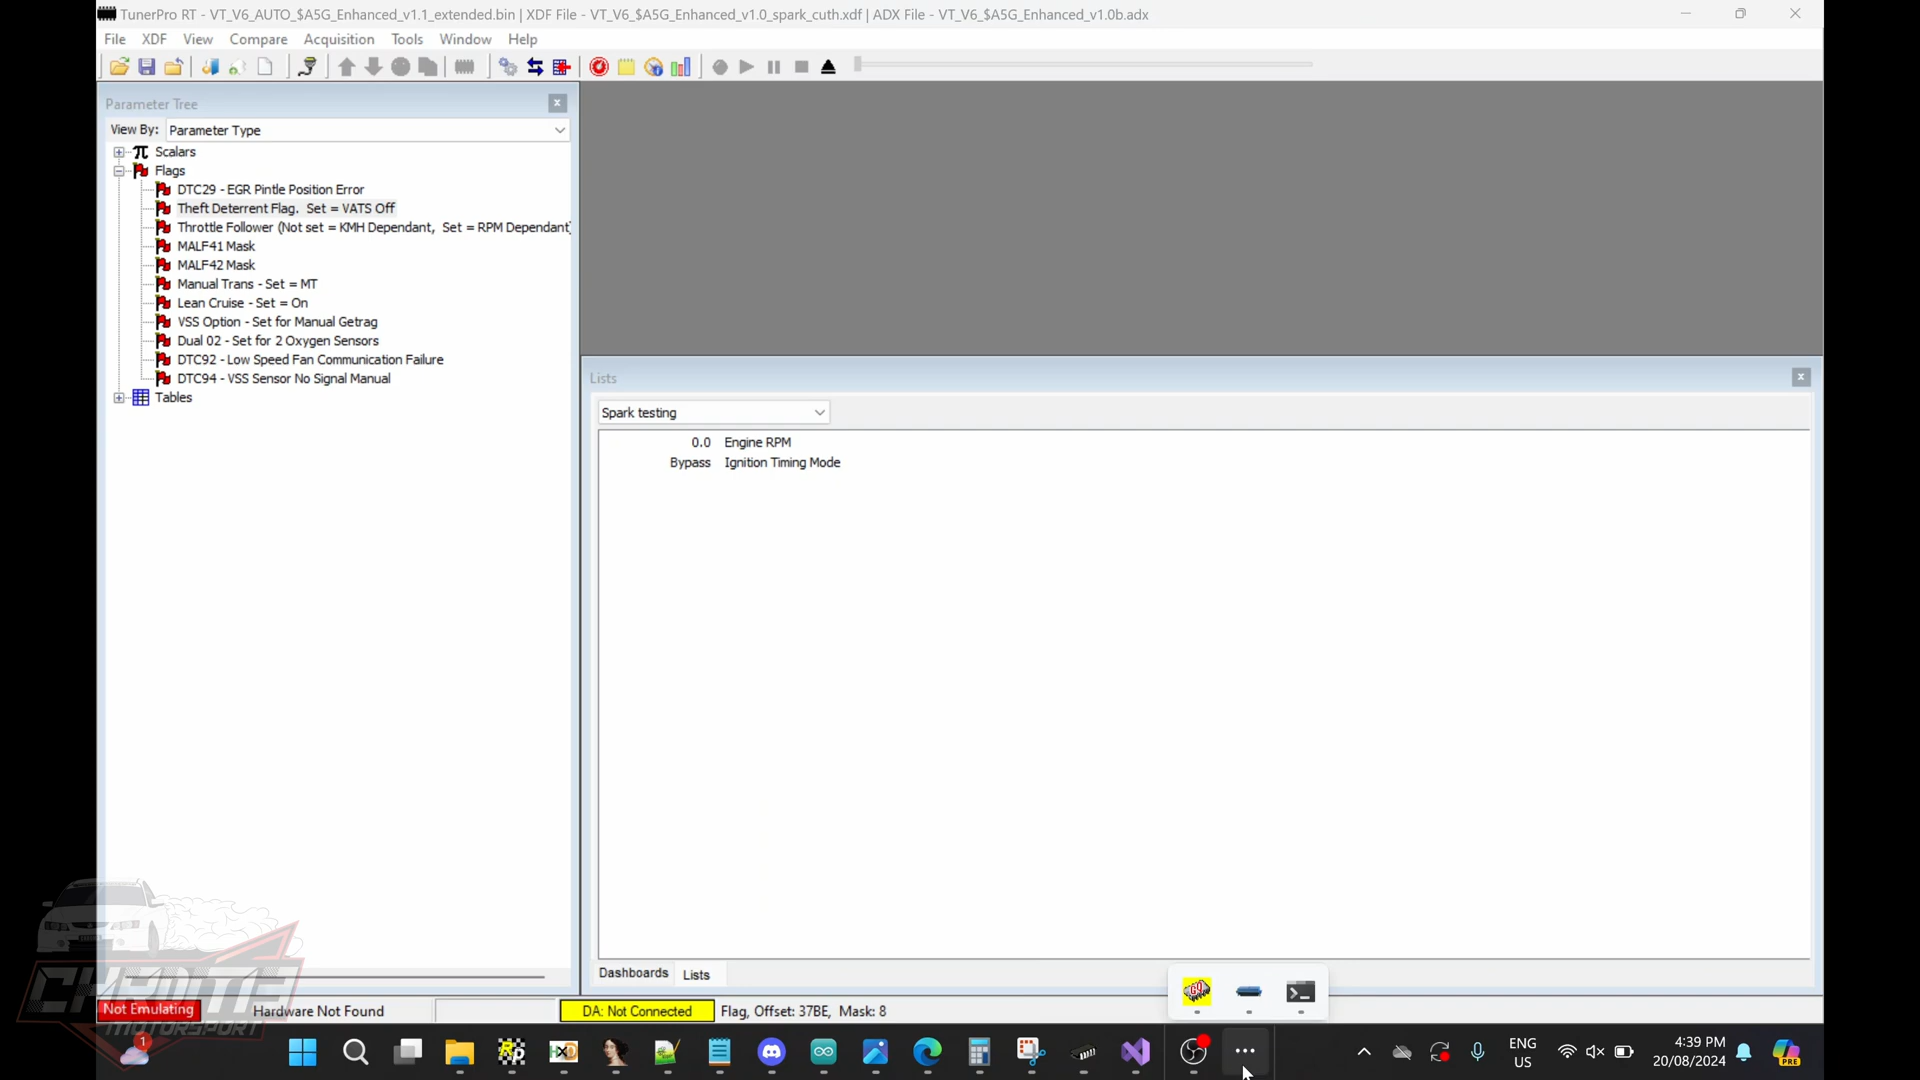 TunerPro RT - VT_V6_AUTO_$A5G_Enhanced_v1.1_extended.bin | XDF File - VT_V6_$A5G_Enhanced_v1.0_spark_cuth.xdf | ADX File - VT_V6_$A5G_Enhanced_v1.0b.adx
File XDF View Compare Acquisition Tools Window Help
Parameter Tree
View By: Parameter Type
Scalars
Flags
DTC29 - EGR Pintle Position Error
Theft Deterrent Flag. Set = VATS Off
Throttle Follower (Not set = KMH Dependant, Set = RPM Dependant)
MALF41 Mask
MALF42 Mask
Manual Trans - Set = MT
Lean Cruise - Set = On
VSS Option - Set for Manual Getrag
Dual 02 - Set for 2 Oxygen Sensors
DTC92 - Low Speed Fan Communication Failure
DTC94 - VSS Sensor No Signal Manual
Tables
Lists
Spark testing
0.0 Engine RPM
Bypass Ignition Timing Mode
Dashboards Lists
Not Emulating Hardware Not Found DA: Not Connected Flag, Offset: 37BE, Mask: 8
MOTORSPORT
1
ENG
US
4:39 PM
20/08/2024
PRE